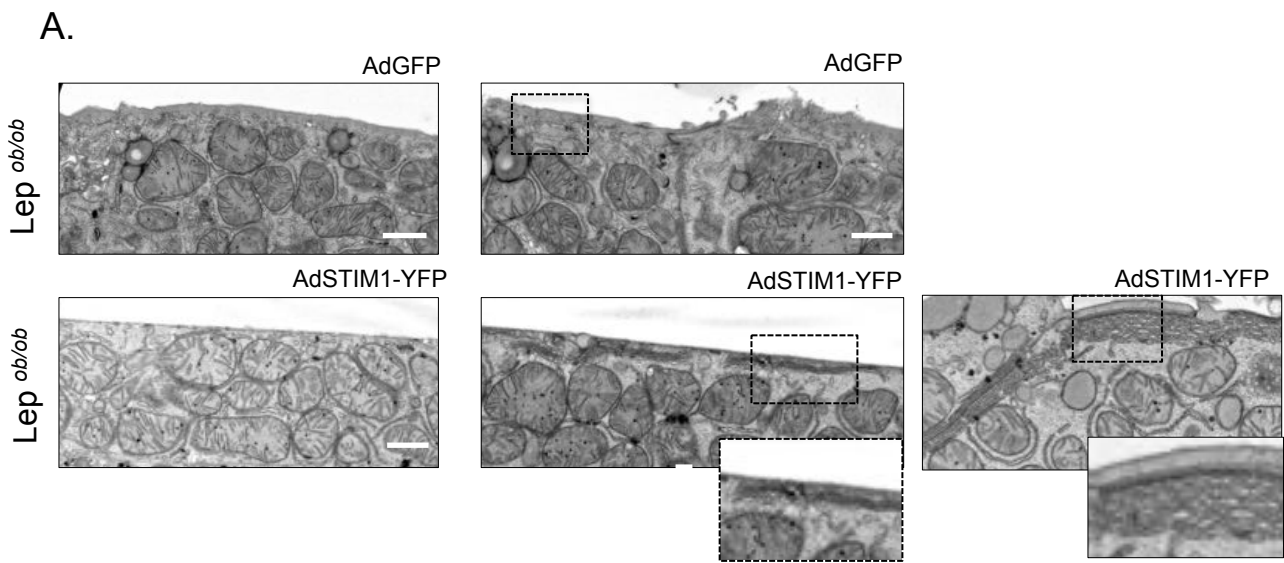 A.
AdGFP
AdGFP
Lep ob/ob
AdSTIM1-YFP
AdSTIM1-YFP
AdSTIM1-YFP
Lep ob/ob